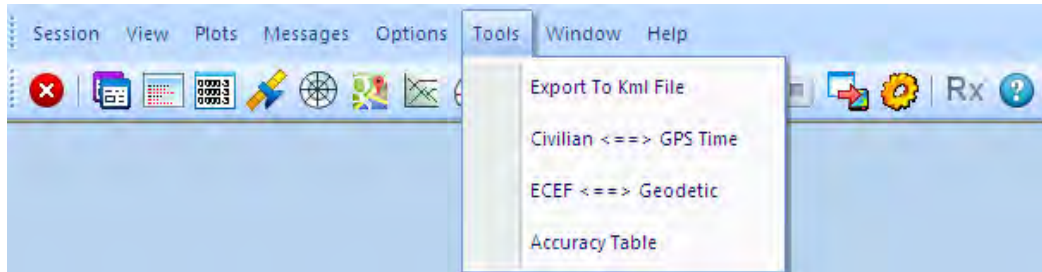 Session View Plots Messages Options Tools Window Help
Rx ?
Export To Kml File
Civilian <==> GPS Time
ECEF <==> Geodetic
Accuracy Table